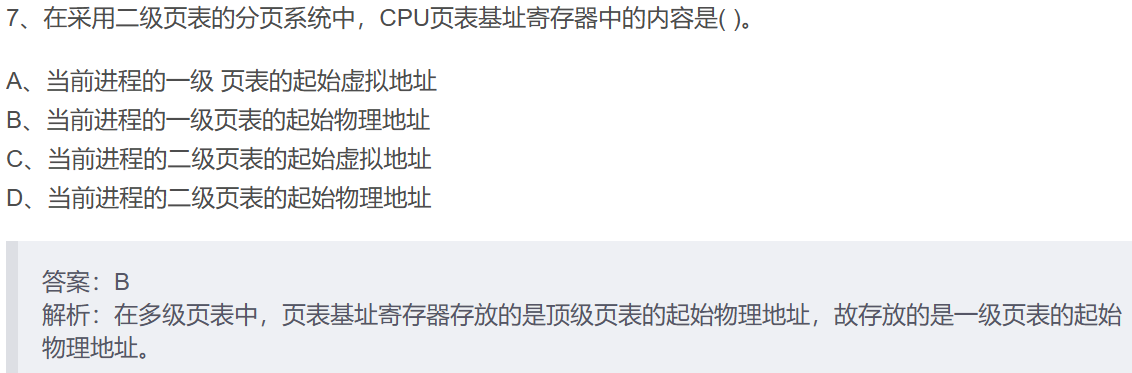 7、在采用二级页表的分页系统中，CPU页表基址寄存器中的内容是( )。
A、当前进程的一级 页表的起始虚拟地址
B、当前进程的一级页表的起始物理地址
C、当前进程的二级页表的起始虚拟地址
D、当前进程的二级页表的起始物理地址
答案：B
解析：在多级页表中，页表基址寄存器存放的是顶级页表的起始物理地址，故存放的是一级页表的起始
物理地址。